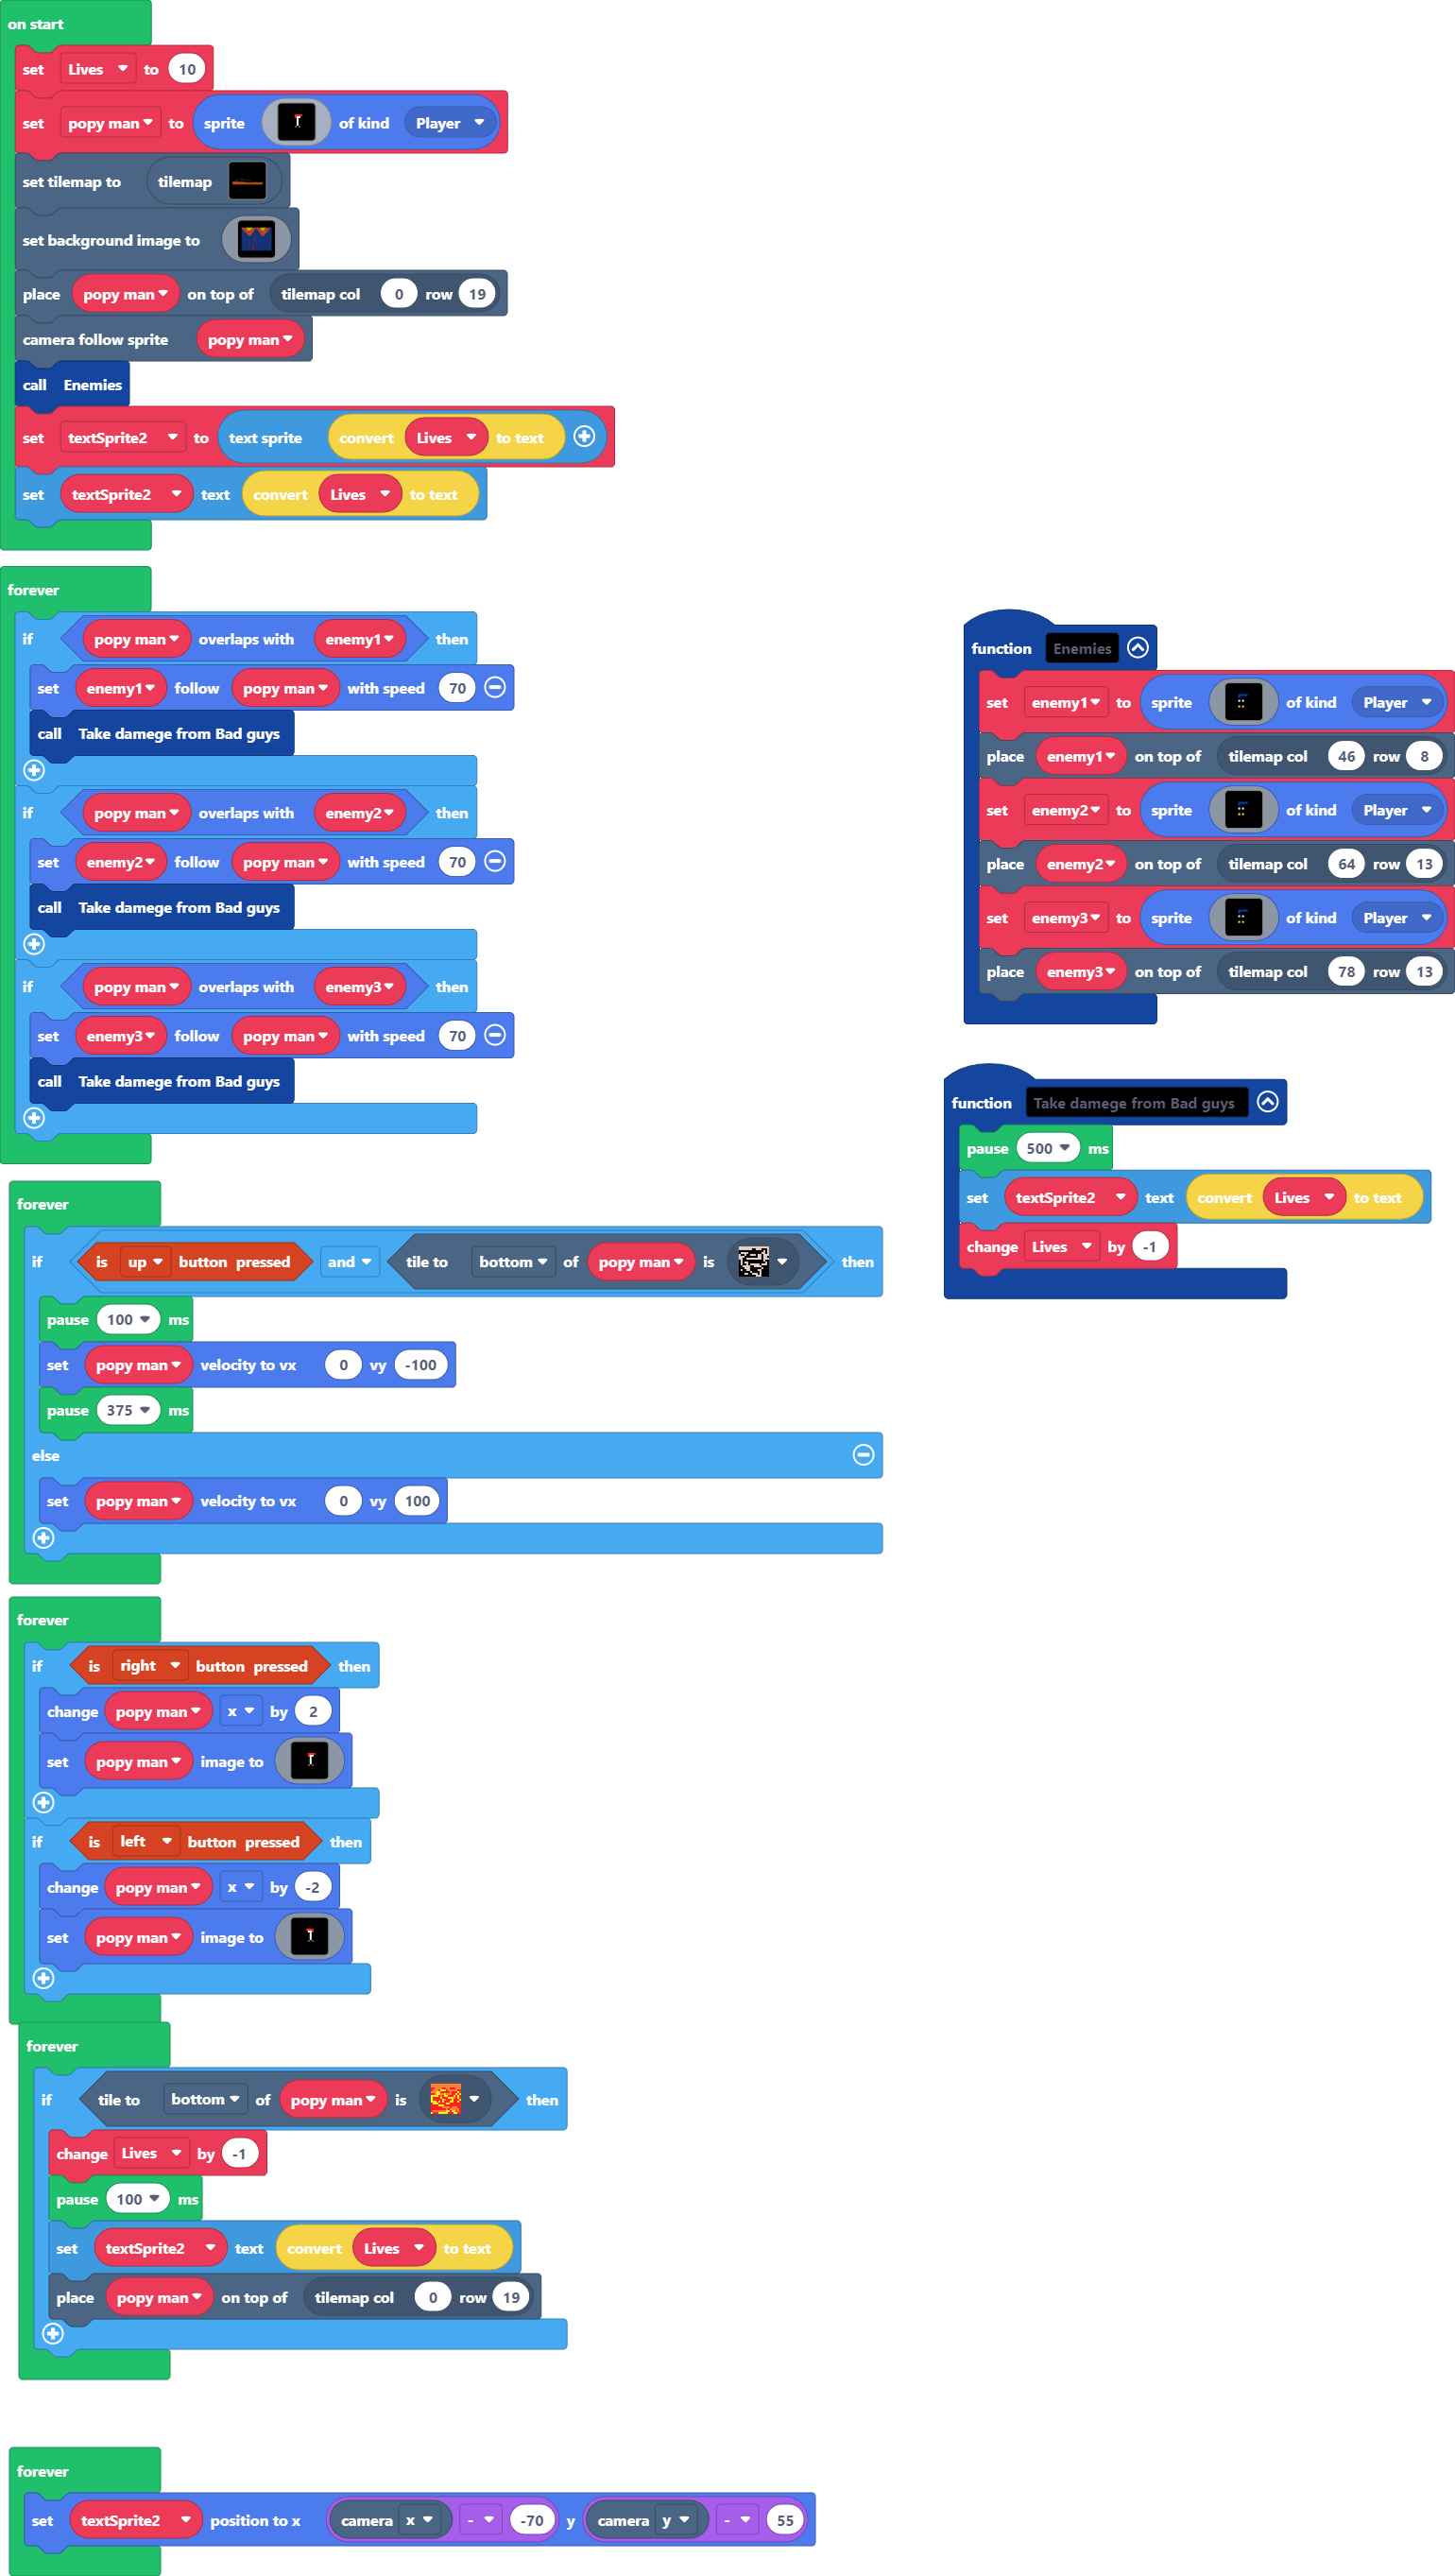 on start
set Lives to 10
set popy man to sprite of kind Player
set tilemap to tilemap
set background image to
place popy man on top of tilemap col 0 row 19
camera follow sprite popy man
call Enemies
set textSprite2 to text sprite convert Lives to text
set textSprite2 text convert Lives to text
forever
if popy man overlaps with enemy1 then
set enemy1 follow popy man with speed 70
call Take damege from Bad guys
if popy man overlaps with enemy2 then
set enemy2 follow popy man with speed 70
call Take damege from Bad guys
if popy man overlaps with enemy3 then
set enemy3 follow popy man with speed 70
call Take damege from Bad guys
function Enemies
set enemy1 to sprite of kind Player
place enemy1 on top of tilemap col 46 row 8
set enemy2 to sprite of kind Player
place enemy2 on top of tilemap col 64 row 13
set enemy3 to sprite of kind Player
place enemy3 on top of tilemap col 78 row 13
function Take damege from Bad guys
pause 500 ms
set textSprite2 text convert Lives to text
change Lives by -1
forever
if is up button pressed and tile to bottom of popy man is then
pause 100 ms
set popy man velocity to vx 0 vy -100
pause 375 ms
else
set popy man velocity to vx 0 vy 100
forever
if is right button pressed then
change popy man x by 2
set popy man image to
if is left button pressed then
change popy man x by -2
set popy man image to
forever
if tile to bottom of popy man is then
change Lives by -1
pause 100 ms
set textSprite2 text convert Lives to text
place popy man on top of tilemap col 0 row 19
forever
set textSprite2 position to x camera x - -70 y camera y - 55